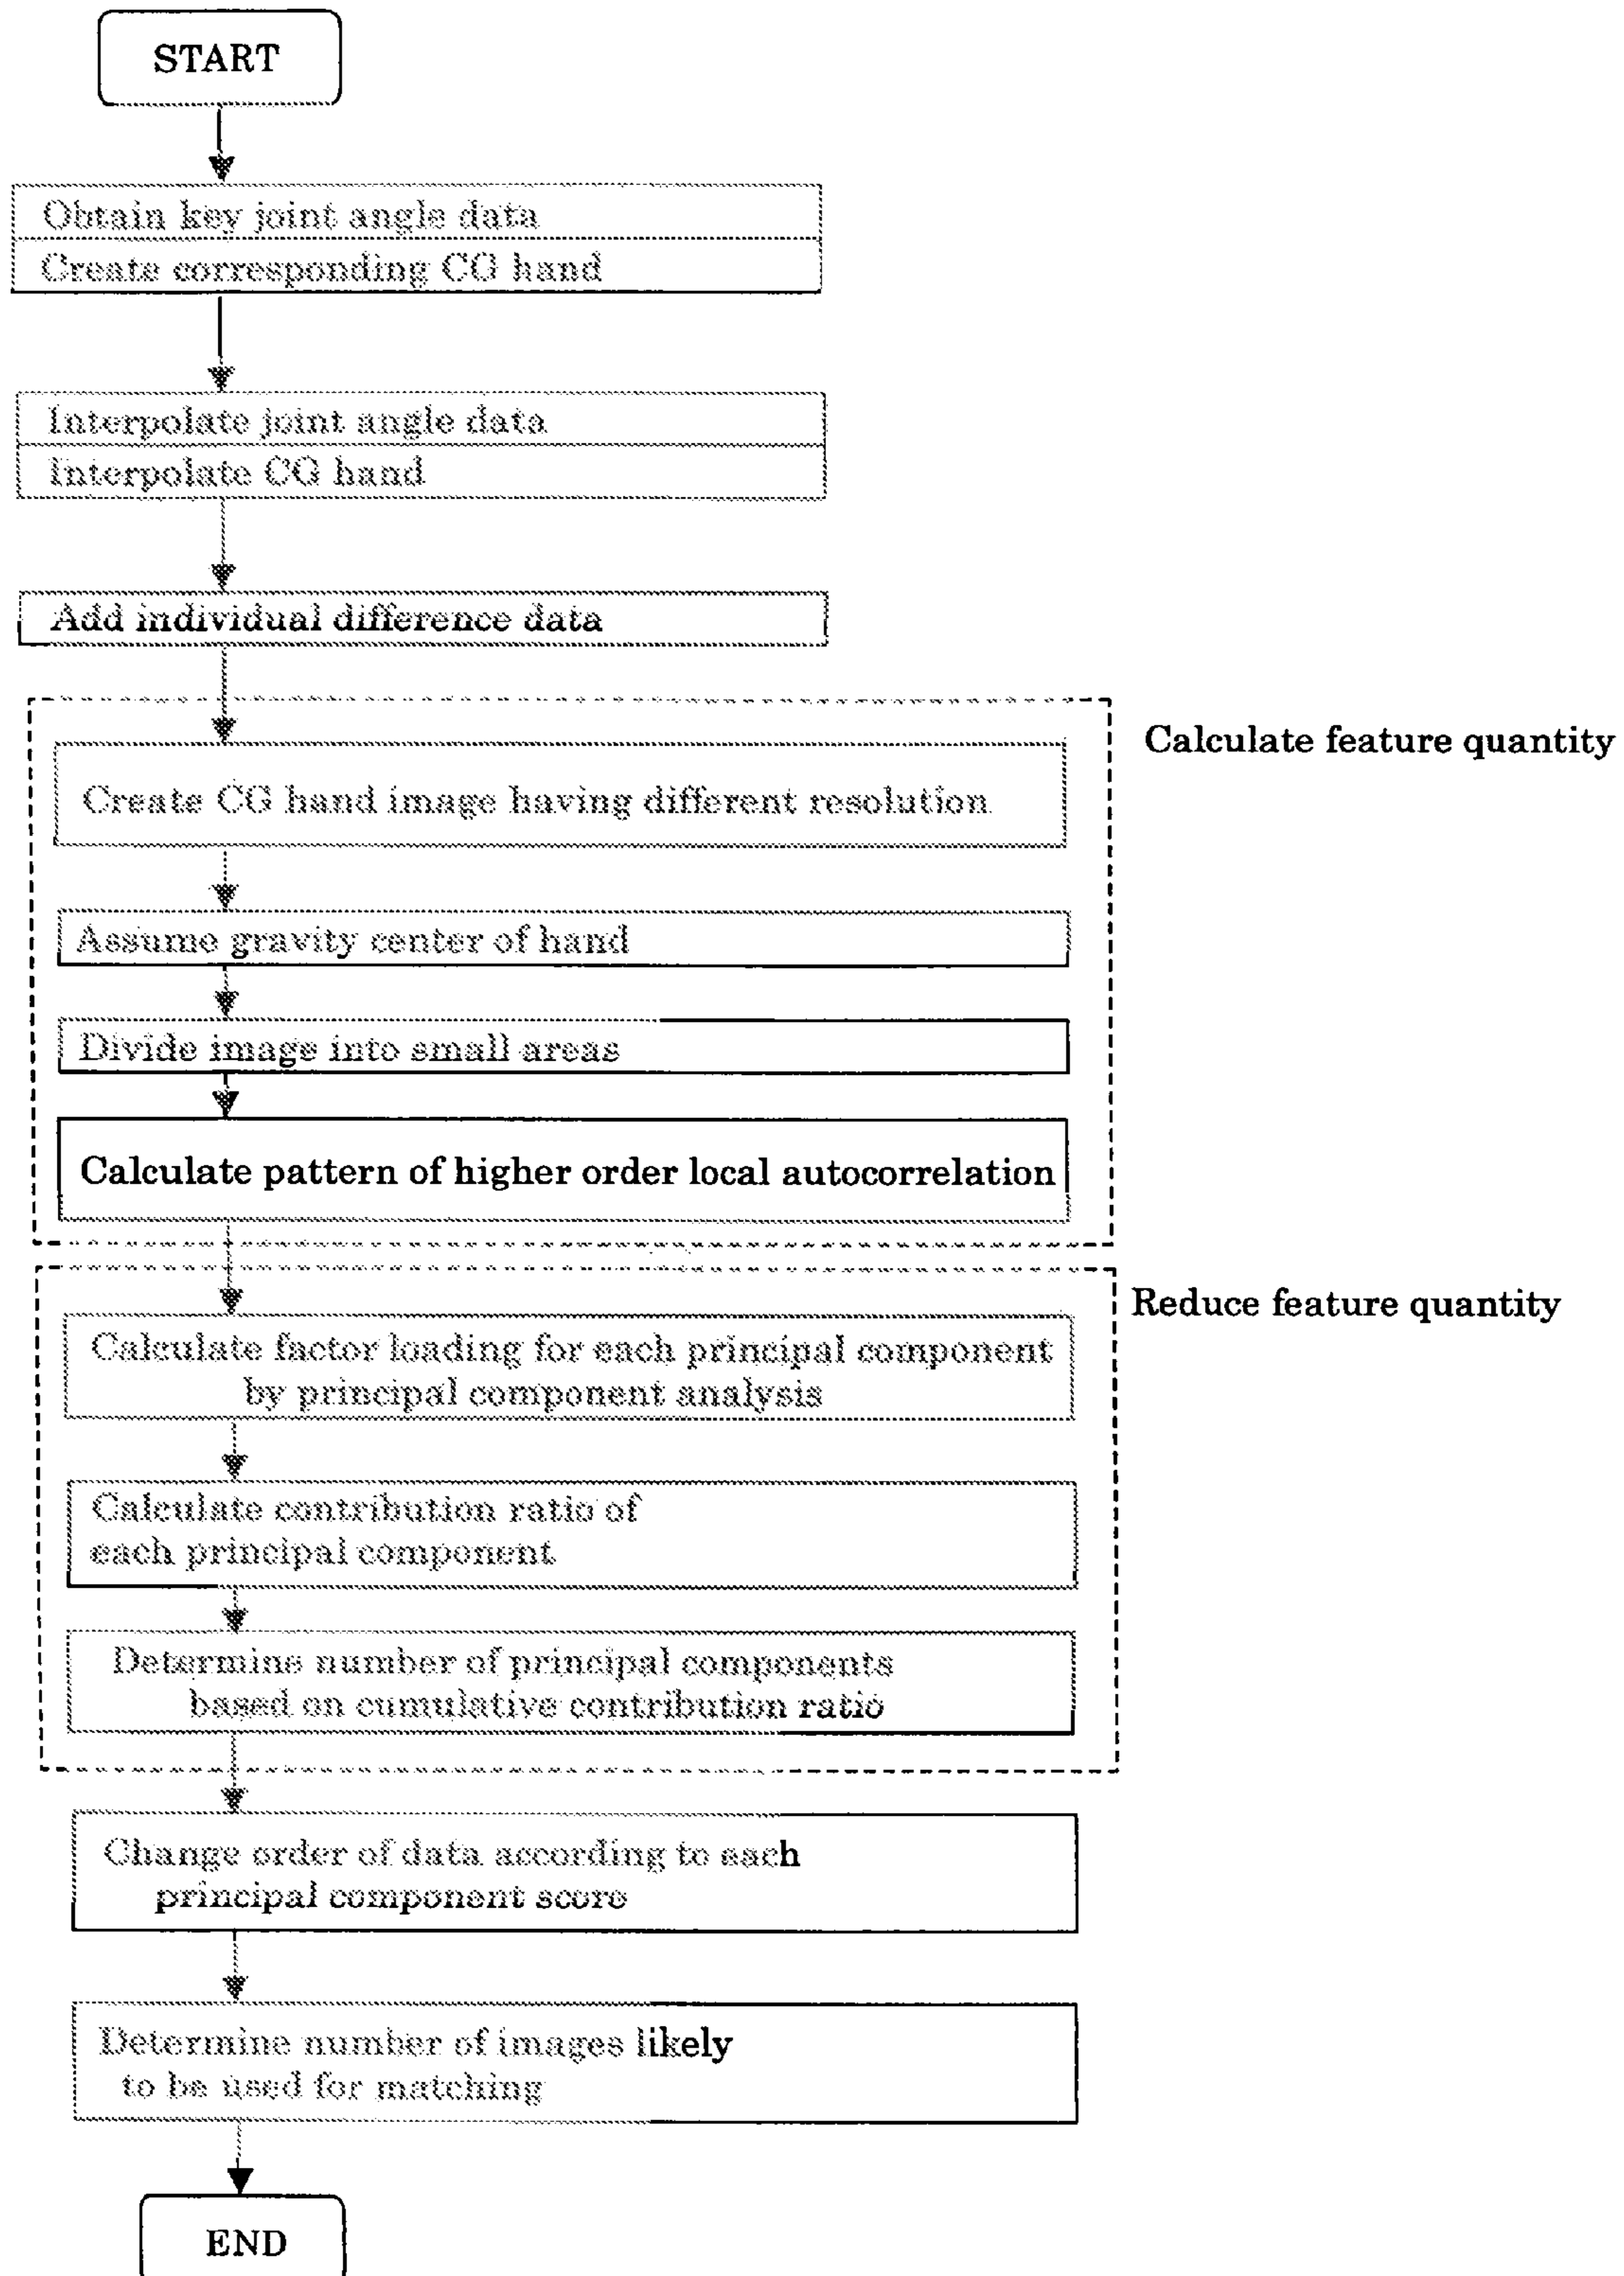 START
Obtain key joint angle data
Create corresponding CG hand
Interpolate joint angle data
Interpolate CG hand
Add individual difference data
Calculate feature quantity
Create CG hand image having different resolution
Assume gravity center of hand
Divide image into small areas
Calculate pattern of higher order local autocorrelation
Reduce feature quantity
Calculate factor loading for each principal component
by principal component analysis
Calculate contribution ratio of
each principal component
Determine number of principal components
based on cumulative contribution ratio
Change order of data according to each
principal component score
Determine number of images likely
to be used for matching
END